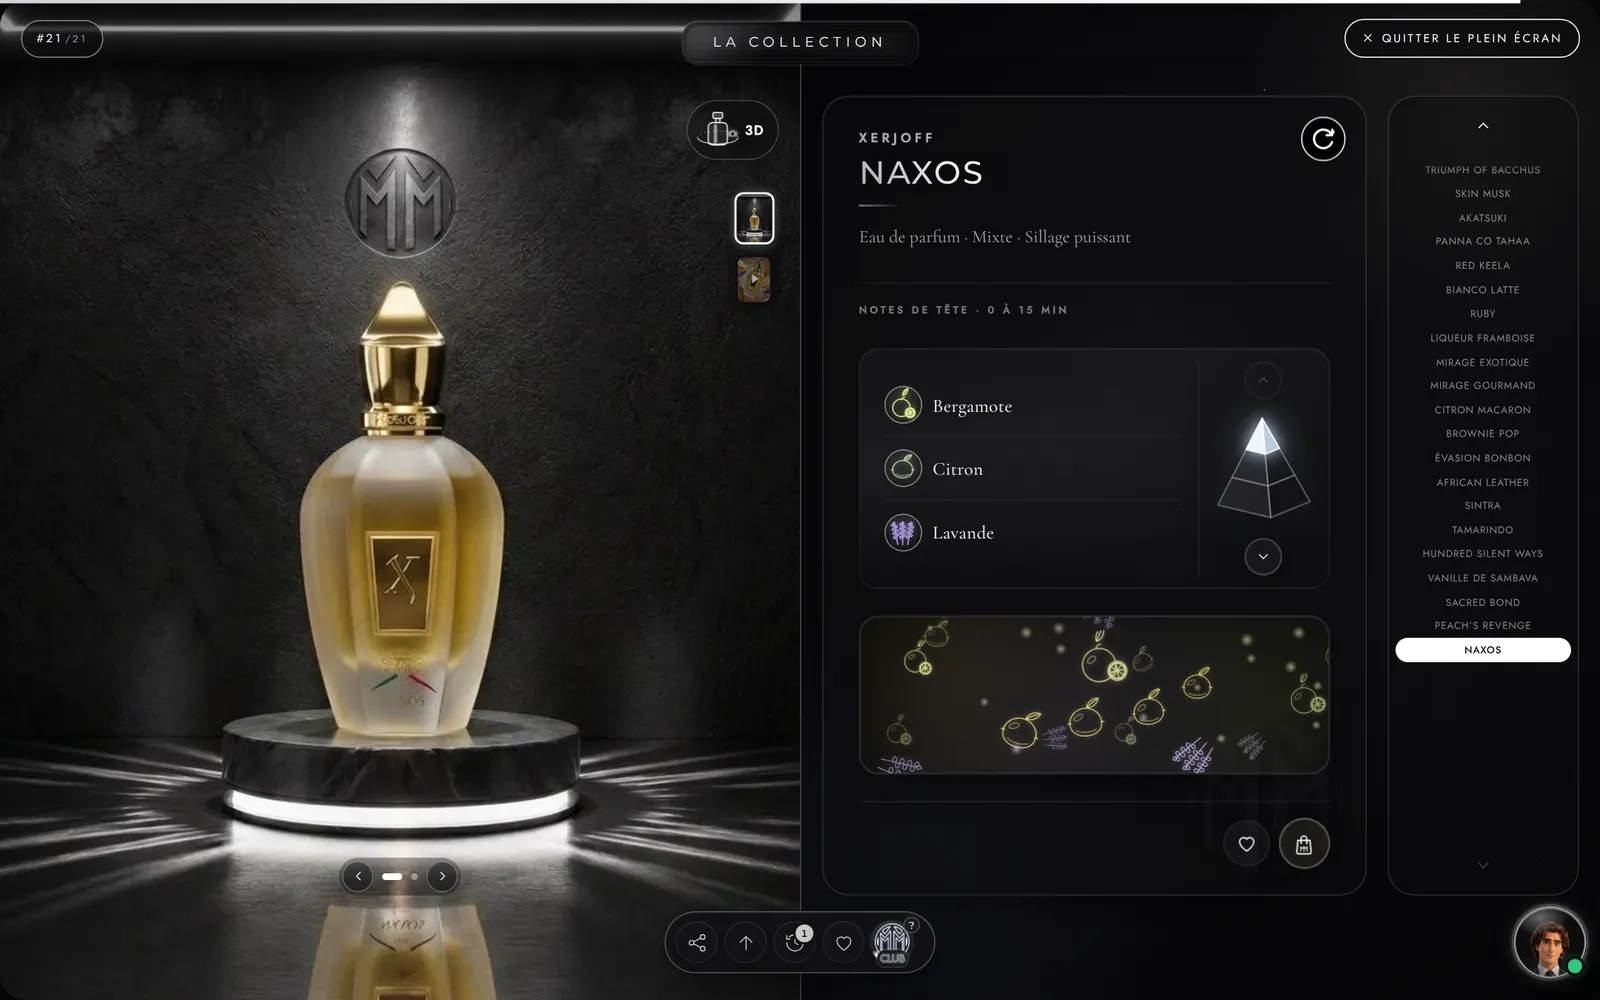 #21/21
LA COLLECTION
× QUITTER LE PLEIN ÉCRAN
3D
XERJOFF
NAXOS
Eau de parfum · Mixte · Sillage puissant
NOTES DE TÊTE · 0 À 15 MIN
Bergamote
Citron
Lavande
TRIUMPH OF BACCHUS
SKIN MUSK
AKATSUKI
PANNA CO TAHAA
RED KEELA
BIANCO LATTE
RUBY
LIQUEUR FRAMBOISE
MIRAGE EXOTIQUE
MIRAGE GOURMAND
CITRON MACARON
BROWNIE POP
ÉVASION BONBON
AFRICAN LEATHER
SINTRA
TAMARINDO
HUNDRED SILENT WAYS
VANILLE DE SAMBAVA
SACRED BOND
PEACH'S REVENGE
NAXOS
MM
X
1
?
CLUB